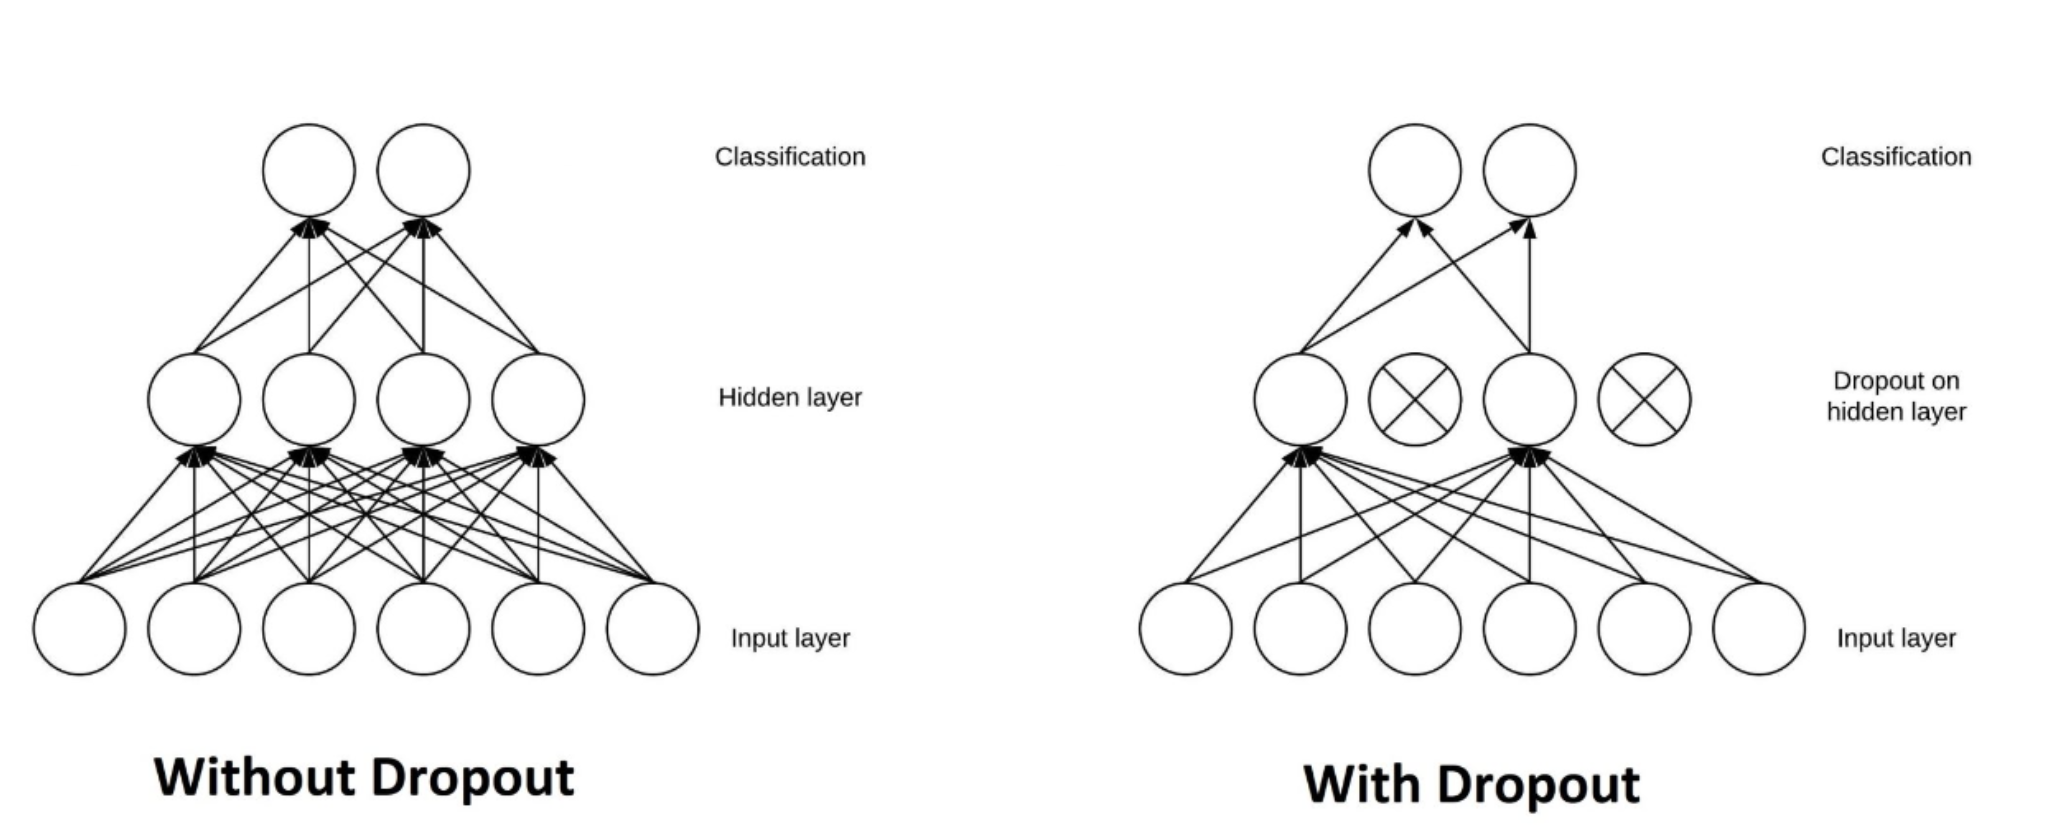 Classification
Hidden layer
Input layer
Without Dropout
Classification
Dropout on
hidden layer
Input layer
With Dropout